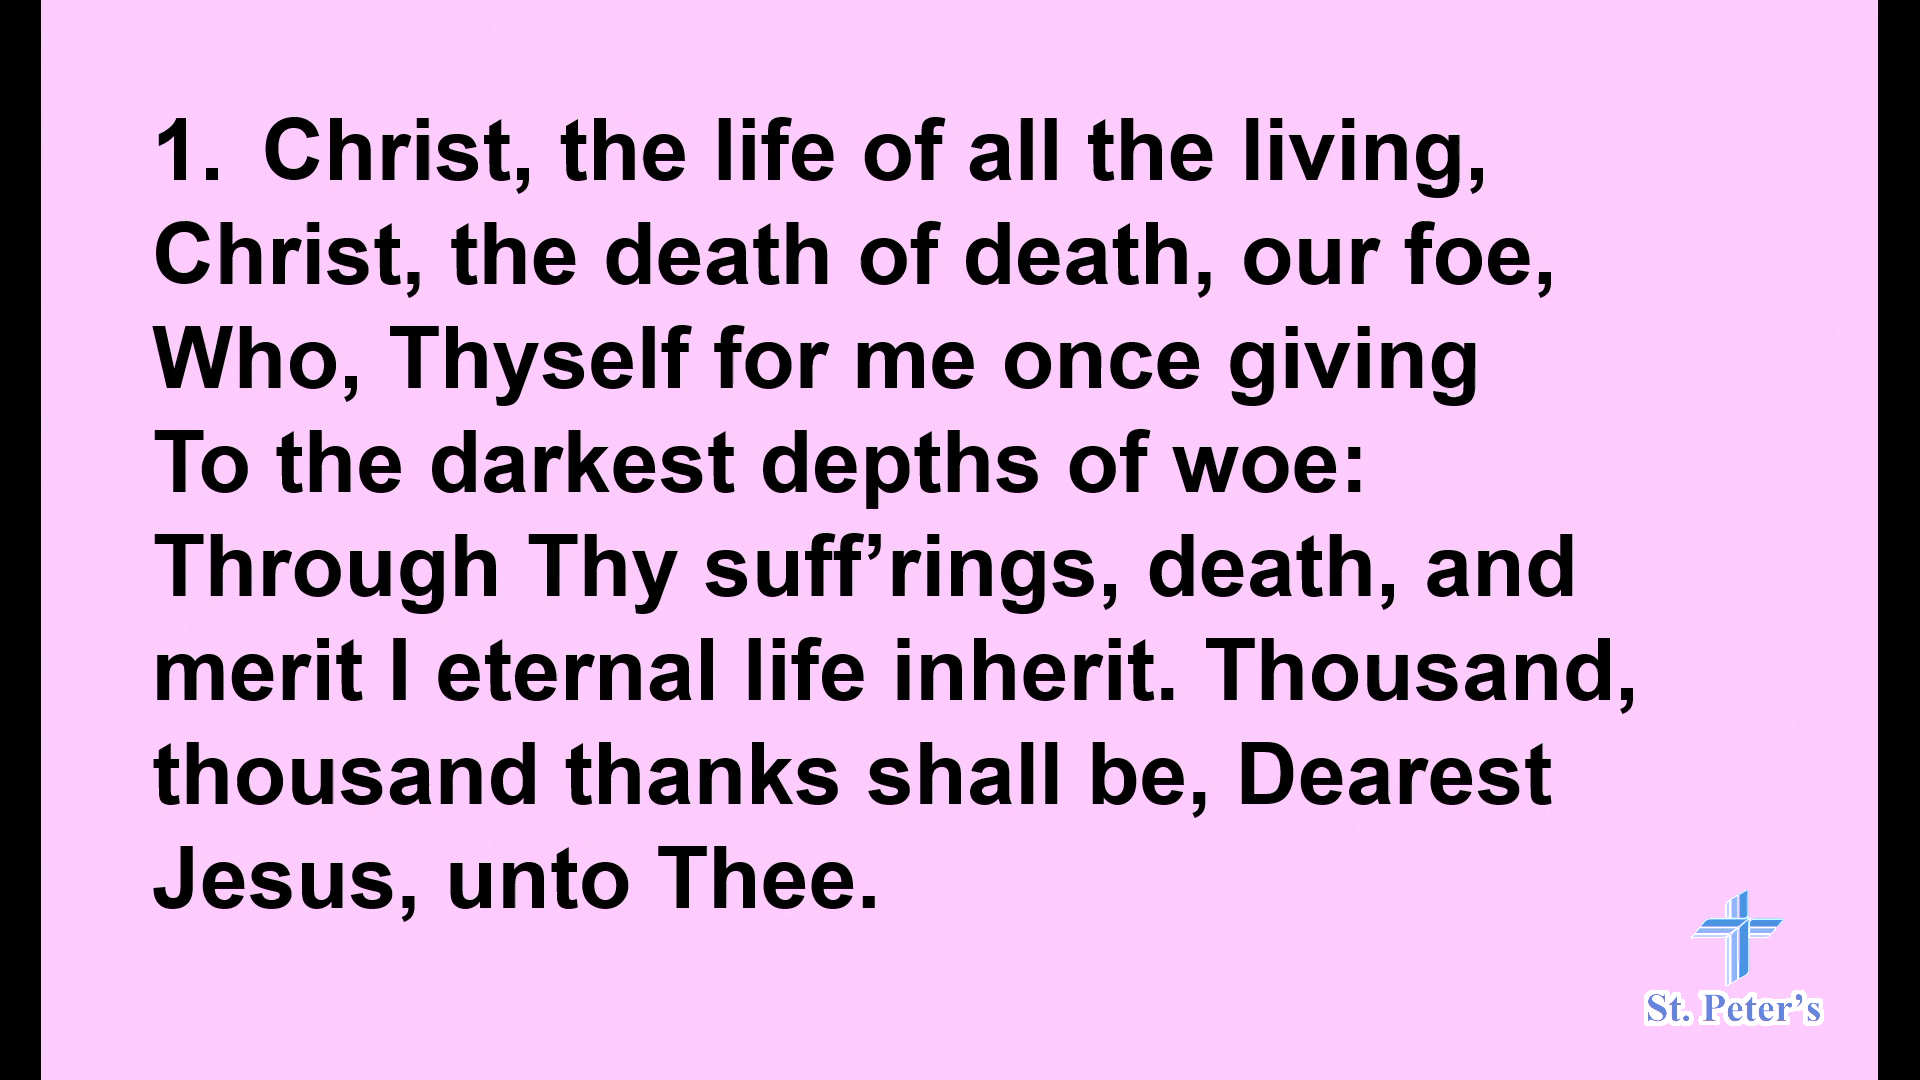 1. Christ, the life of all the living,
Christ, the death of death, our foe,
Who, Thyself for me once giving
To the darkest depths of woe:
Through Thy suff’rings, death, and
merit I eternal life inherit. Thousand,
thousand thanks shall be, Dearest
Jesus, unto Thee.
St. Peter’s